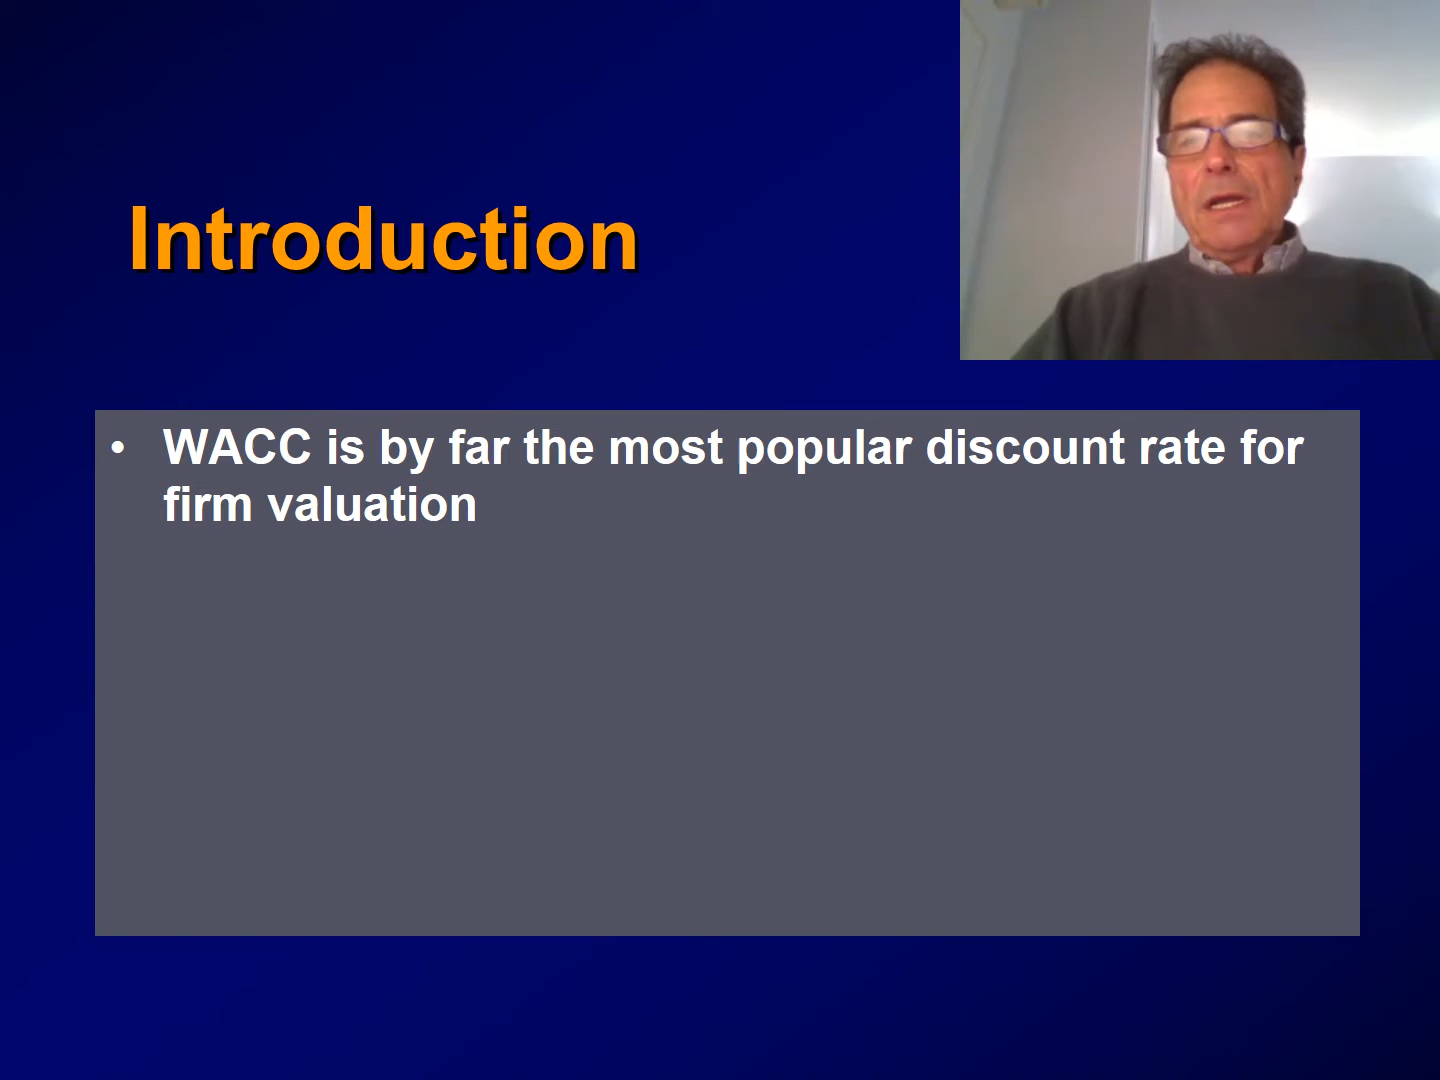 Introduction
• WACC is by far the most popular discount rate for
firm valuation